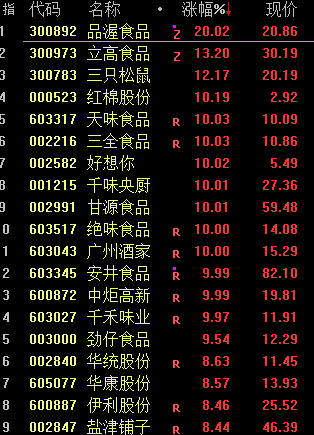 指 代码 名称 • 涨幅%↓ 现价
1 300892 品渥食品 Z 20.02 20.86
2 300973 立高食品 Z 13.20 30.19
3 300783 三只松鼠 12.17 20.19
4 000523 红棉股份 10.19 2.92
5 603317 天味食品 R 10.03 10.09
6 002216 三全食品 R 10.03 10.86
7 002582 好想你 10.02 5.49
8 001215 千味央厨 10.01 27.36
9 002991 甘源食品 10.01 59.48
0 603517 绝味食品 R 10.00 14.08
1 603043 广州酒家 R 10.00 15.29
2 603345 安井食品 R 9.99 82.10
3 600872 中炬高新 R 9.99 19.81
4 603027 千禾味业 R 9.97 11.91
5 003000 劲仔食品 9.54 12.29
6 002840 华统股份 R 8.63 11.45
7 605077 华康股份 8.57 13.93
8 600887 伊利股份 R 8.46 25.52
9 002847 盐津铺子 R 8.44 46.39